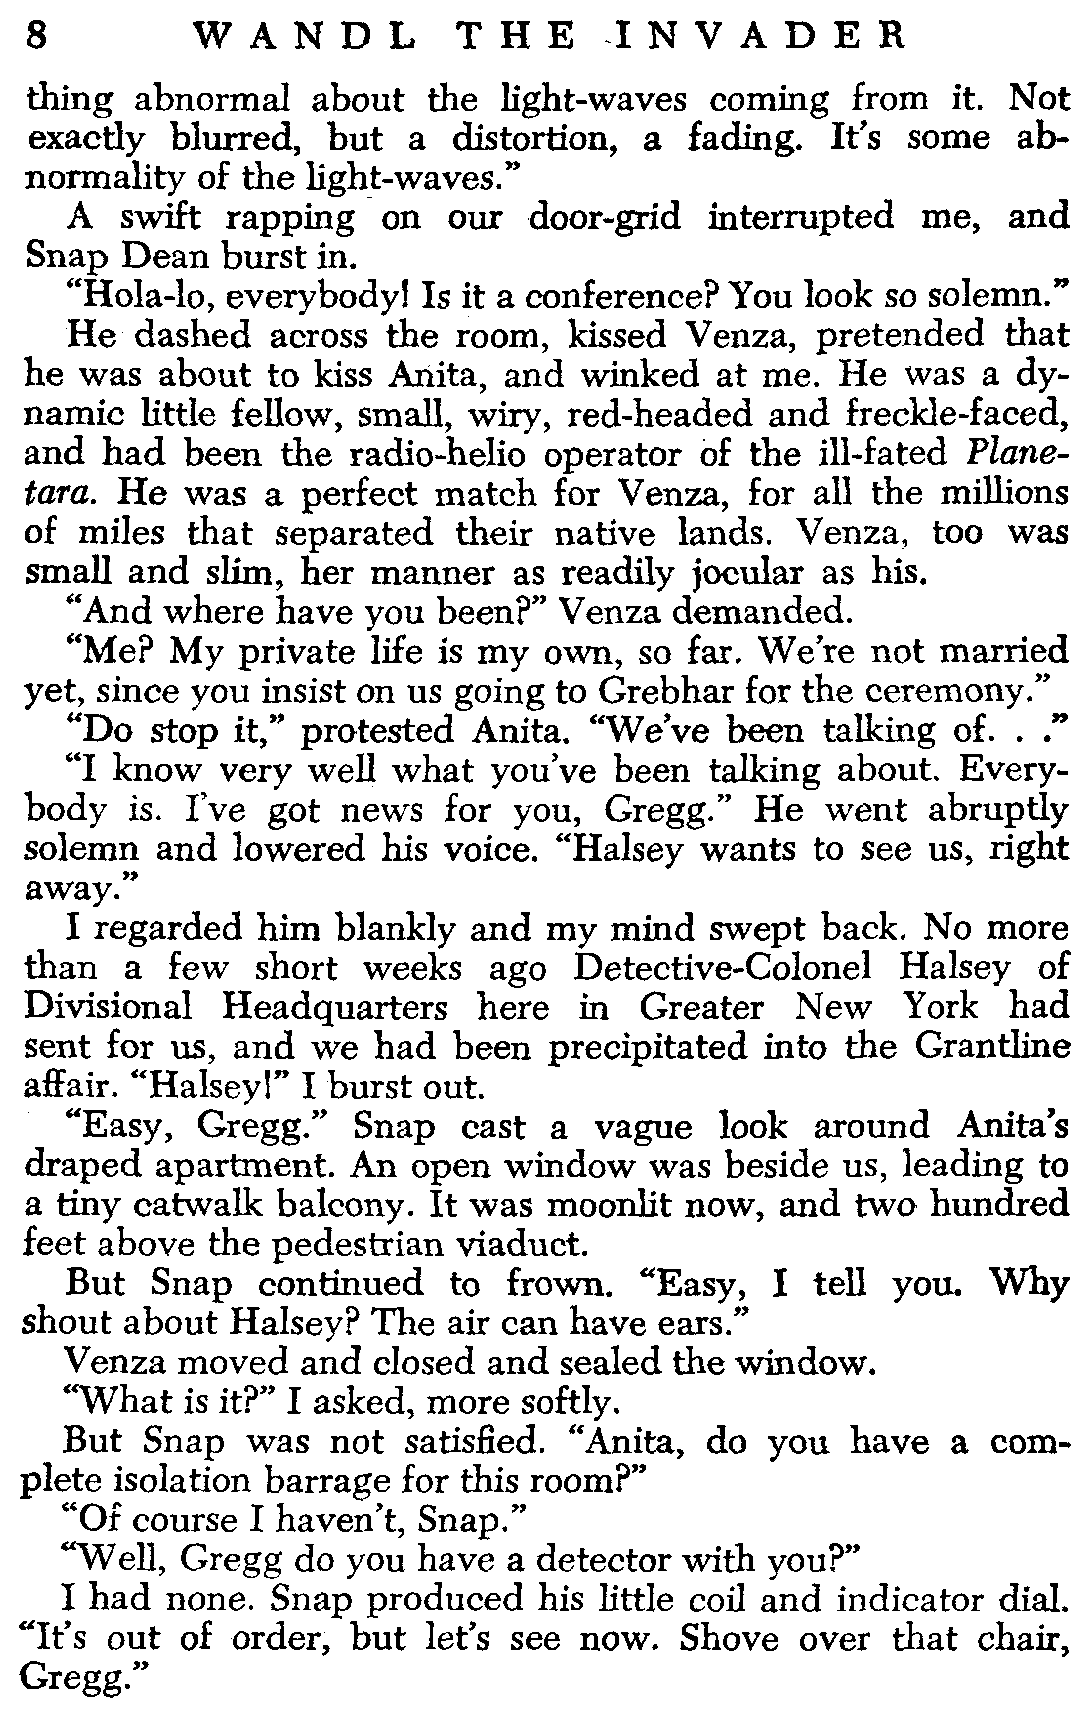 8 WANDL THE INVADER
thing abnormal about the light-waves coming from it. Not
exactly blurred, but a distortion, a fading. It's some ab-
normality of the light-waves."
A swift rapping on our door-grid interrupted me, and
Snap Dean burst in.
"Hola-lo, everybody! Is it a conference? You look so solemn."
He dashed across the room, kissed Venza, pretended that
he was about to kiss Anita, and winked at me. He was a dy-
namic little fellow, small, wiry, red-headed and freckle-faced,
and had been the radio-helio operator of the ill-fated Plane-
tara. He was a perfect match for Venza, for all the millions
of miles that separated their native lands. Venza, too was
small and slim, her manner as readily jocular as his.
"And where have you been?" Venza demanded.
"Me? My private life is my own, so far. We're not married
yet, since you insist on us going to Grebhar for the ceremony."
"Do stop it," protested Anita. "We've been talking of. . ."
"I know very well what you've been talking about. Every-
body is. I've got news for you, Gregg." He went abruptly
solemn and lowered his voice. "Halsey wants to see us, right
away."
I regarded him blankly and my mind swept back. No more
than a few short weeks ago Detective-Colonel Halsey of
Divisional Headquarters here in Greater New York had
sent for us, and we had been precipitated into the Grantline
affair. "Halsey!" I burst out.
"Easy, Gregg." Snap cast a vague look around Anita's
draped apartment. An open window was beside us, leading to
a tiny catwalk balcony. It was moonlit now, and two hundred
feet above the pedestrian viaduct.
But Snap continued to frown. "Easy, I tell you. Why
shout about Halsey? The air can have ears."
Venza moved and closed and sealed the window.
"What is it?" I asked, more softly.
But Snap was not satisfied. "Anita, do you have a com-
plete isolation barrage for this room?"
"Of course I haven't, Snap."
"Well, Gregg do you have a detector with you?"
I had none. Snap produced his little coil and indicator dial.
"It's out of order, but let's see now. Shove over that chair,
Gregg."